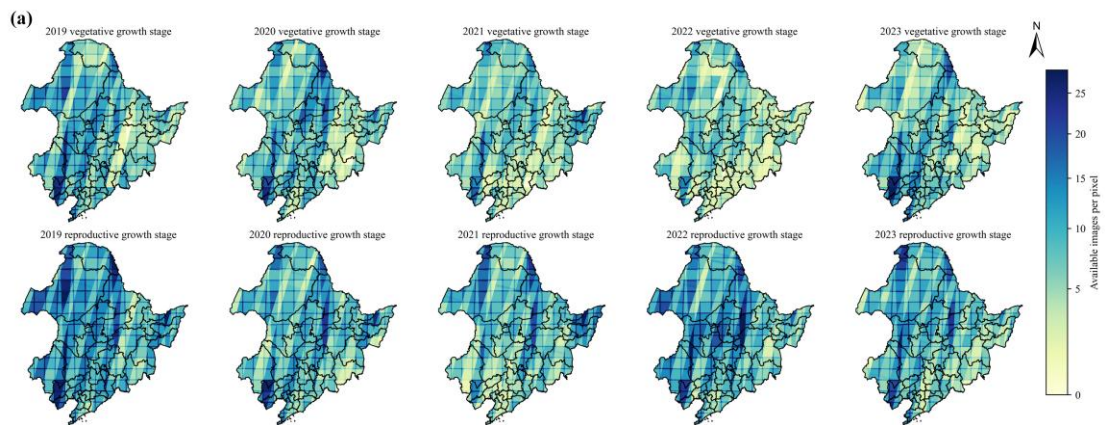 (a)
2019 vegetative growth stage
2020 vegetative growth stage
2021 vegetative growth stage
2022 vegetative growth stage
2023 vegetative growth stage
N
2019 reproductive growth stage
2020 reproductive growth stage
2021 reproductive growth stage
2022 reproductive growth stage
2023 reproductive growth stage
25
20
15
10
5
0
Available images per pixel